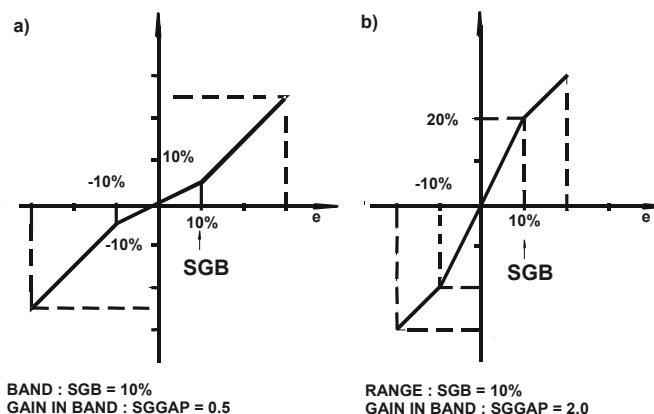 a)
10%
-10%
-10%
10%
e
SGB
BAND : SGB = 10%
GAIN IN BAND : SGGAP = 0.5
b)
20%
-10%
10%
e
SGB
RANGE : SGB = 10%
GAIN IN BAND : SGGAP = 2.0